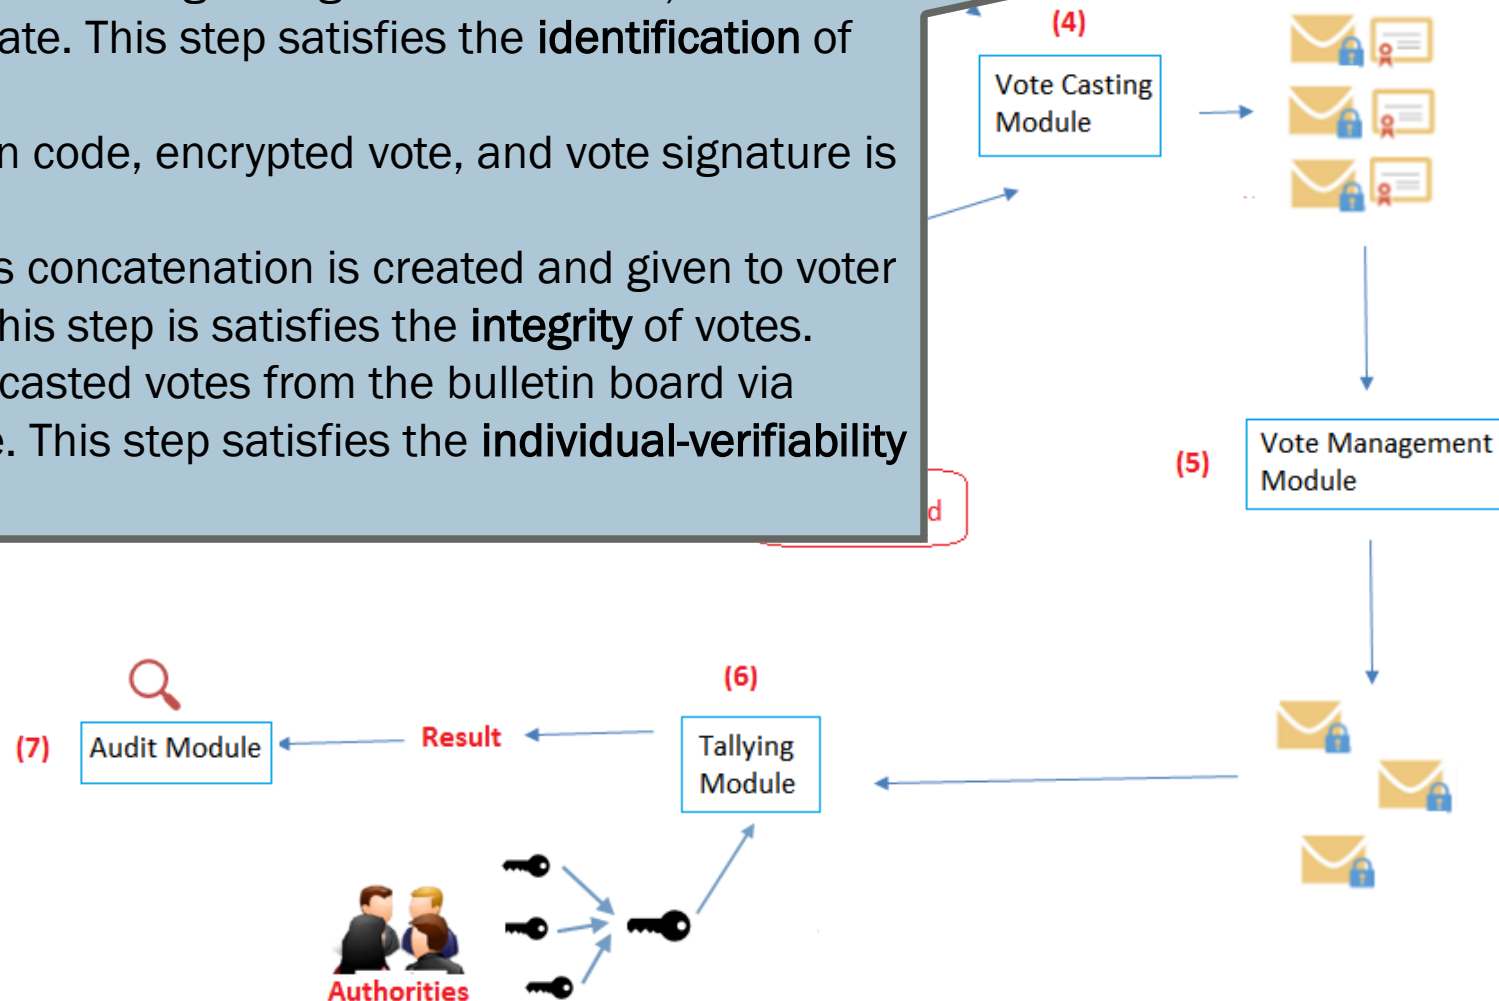 ate. This step satisfies the identification of
n code, encrypted vote, and vote signature is
s concatenation is created and given to voter
his step is satisfies the integrity of votes.
casted votes from the bulletin board via
e. This step satisfies the individual-verifiability
d
(4)
Vote Casting
Module
(5)
Vote Management
Module
(6)
Tallying
Module
Result
(7)
Audit Module
Authorities